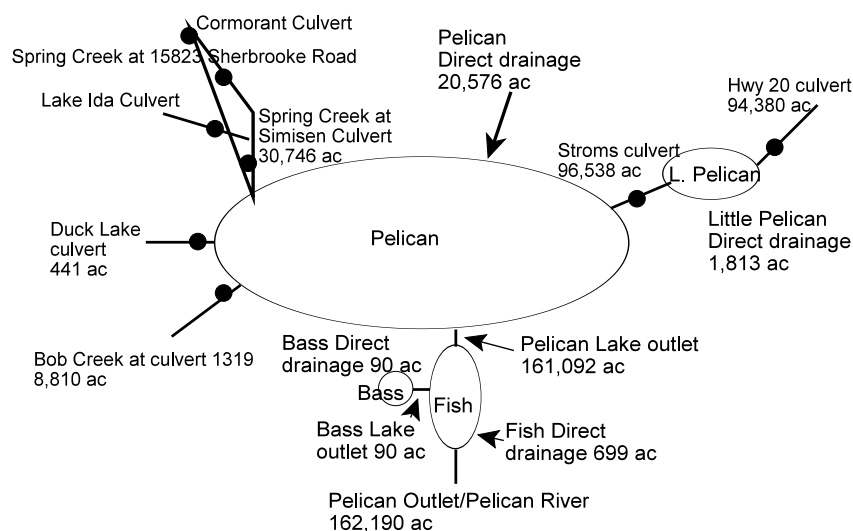 Cormorant Culvert
Spring Creek at 15823 Sherbrooke Road
Lake Ida Culvert
Spring Creek at
Simisen Culvert
30,746 ac
Pelican
Direct drainage
20,576 ac
Hwy 20 culvert
94,380 ac
Stroms culvert
96,538 ac
L. Pelican
Little Pelican
Direct drainage
1,813 ac
Duck Lake
culvert
441 ac
Pelican
Bob Creek at culvert 1319
8,810 ac
Bass Direct
drainage 90 ac
Pelican Lake outlet
161,092 ac
Bass
Fish
Bass Lake
outlet 90 ac
Fish Direct
drainage 699 ac
Pelican Outlet/Pelican River
162,190 ac